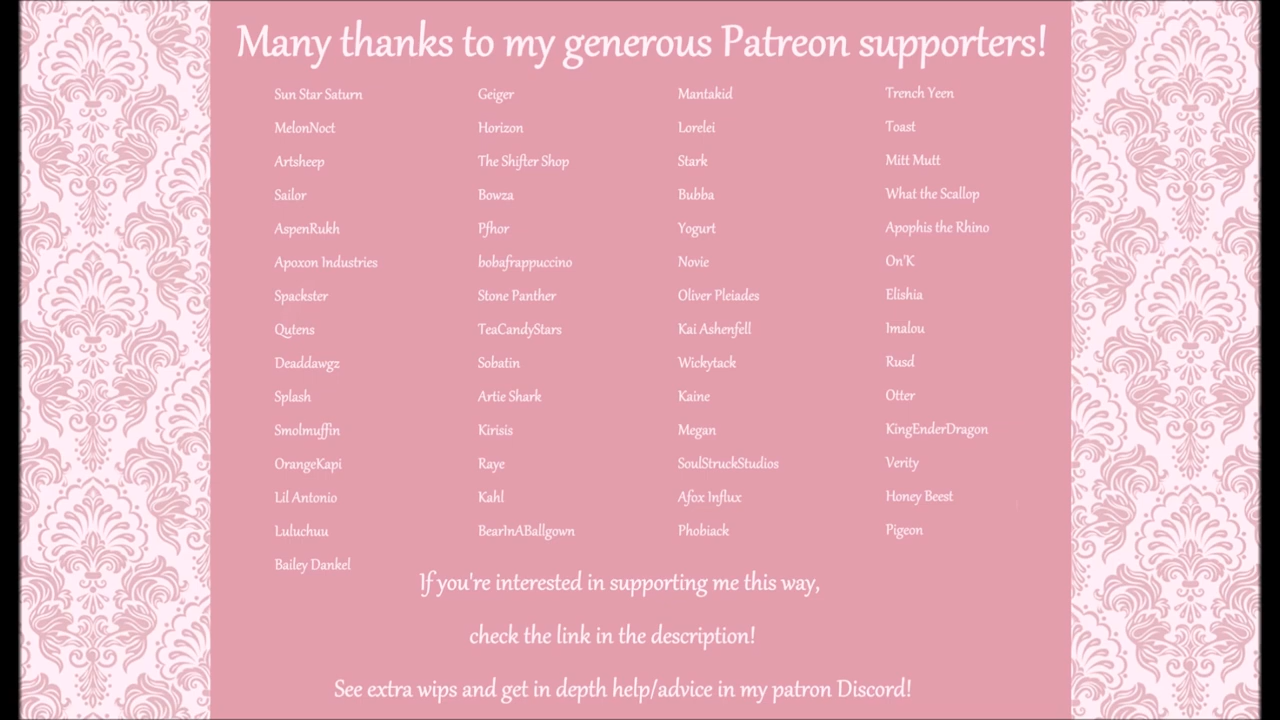 Many thanks to my generous Patreon supporters!
Sun Star Saturn
MelonNoct
Artsheep
Sailor
AspenRukh
Apoxon Industries
Spackster
Qutens
Deaddawgz
Splash
Smolmuffin
OrangeKapi
Lil Antonio
Luluchuu
Bailey Dankel
Geiger
Horizon
The Shifter Shop
Bowza
Pfhor
bobafrappuccino
Stone Panther
TeaCandyStars
Sobatin
Artie Shark
Kirisis
Raye
Kahl
BearInABallgown
Mantakid
Lorelei
Stark
Bubba
Yogurt
Novie
Oliver Pleiades
Kai Ashenfell
Wickytack
Kaine
Megan
SoulStruckStudios
Afox Influx
Phobiack
Trench Yeen
Toast
Mitt Mutt
What the Scallop
Apophis the Rhino
On'K
Elishia
Imalou
Rusd
Otter
KingEnderDragon
Verity
Honey Beest
Pigeon
If you're interested in supporting me this way,
check the link in the description!
See extra wips and get in depth help/advice in my patron Discord!